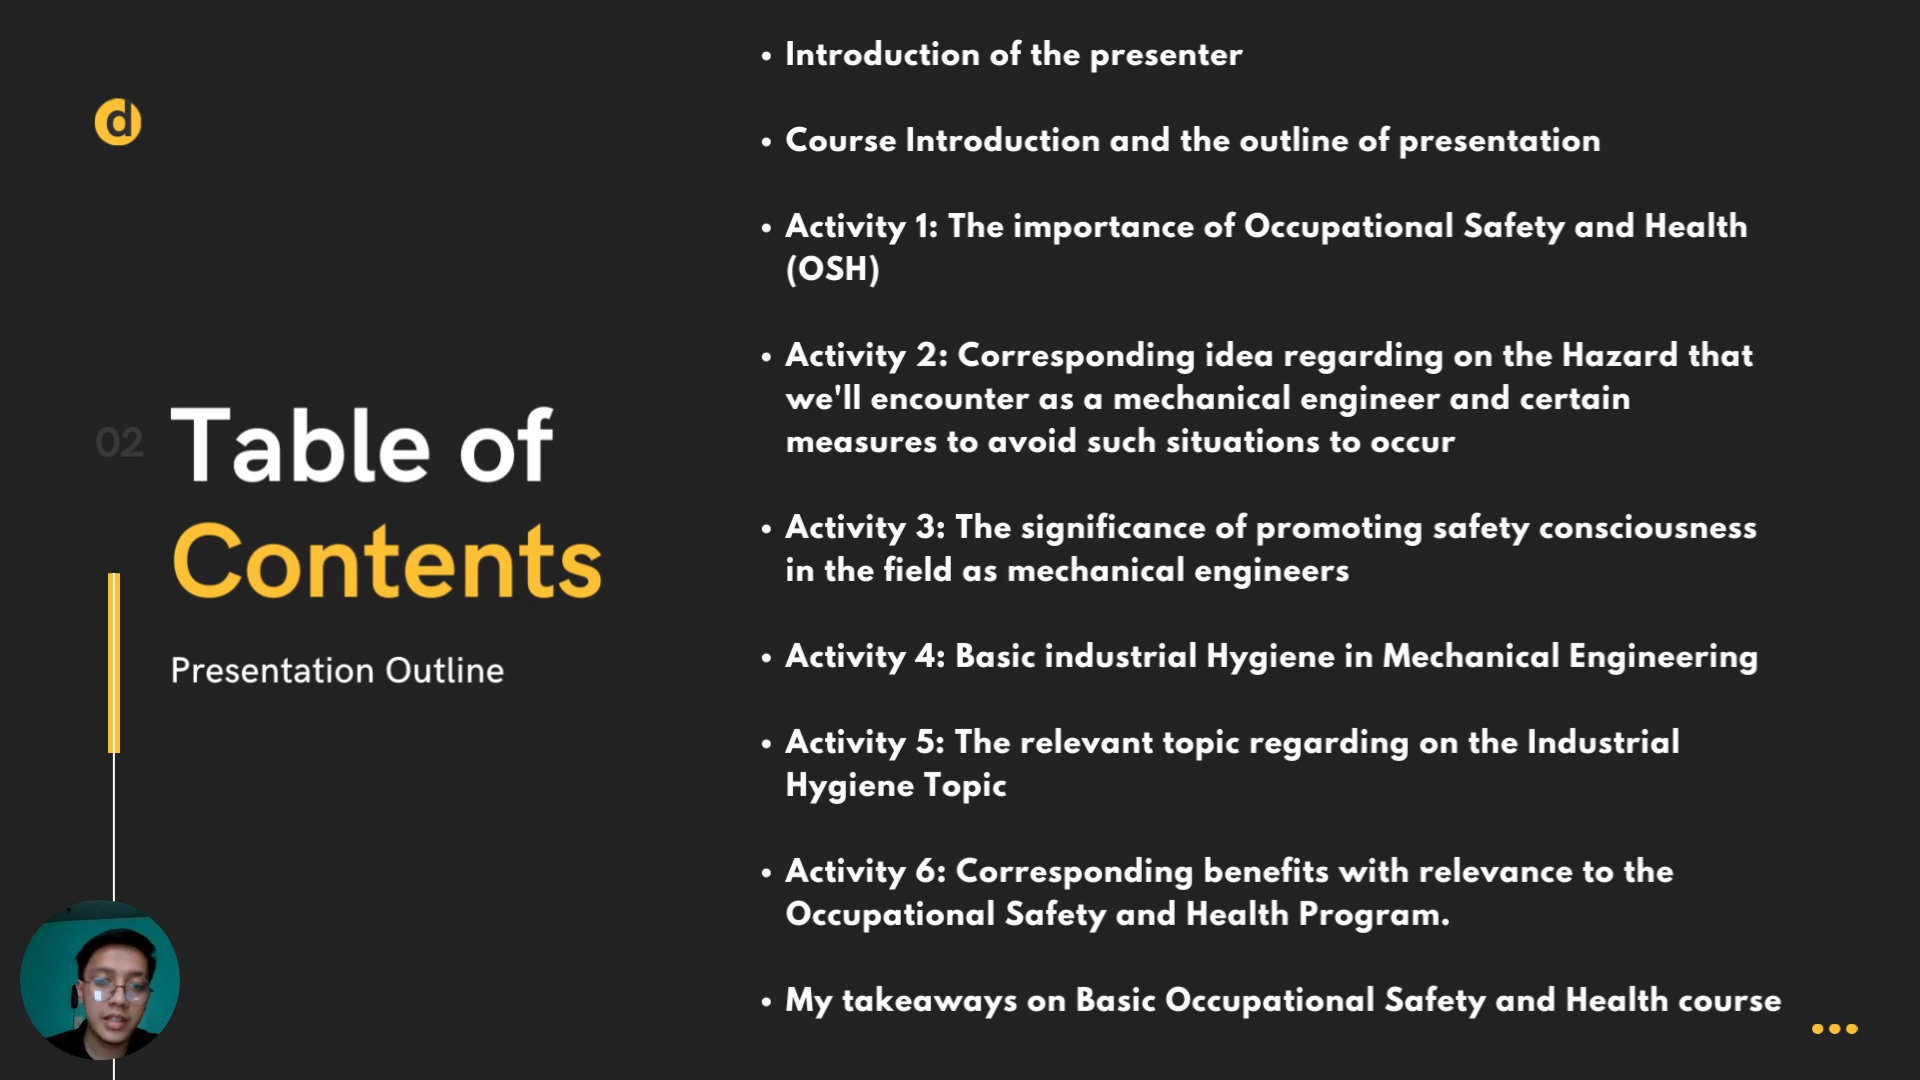 d
02
Table of
Contents
Presentation Outline
• Introduction of the presenter
• Course Introduction and the outline of presentation
• Activity 1: The importance of Occupational Safety and Health
(OSH)
• Activity 2: Corresponding idea regarding on the Hazard that
we'll encounter as a mechanical engineer and certain
measures to avoid such situations to occur
• Activity 3: The significance of promoting safety consciousness
in the field as mechanical engineers
• Activity 4: Basic industrial Hygiene in Mechanical Engineering
• Activity 5: The relevant topic regarding on the Industrial
Hygiene Topic
• Activity 6: Corresponding benefits with relevance to the
Occupational Safety and Health Program.
• My takeaways on Basic Occupational Safety and Health course